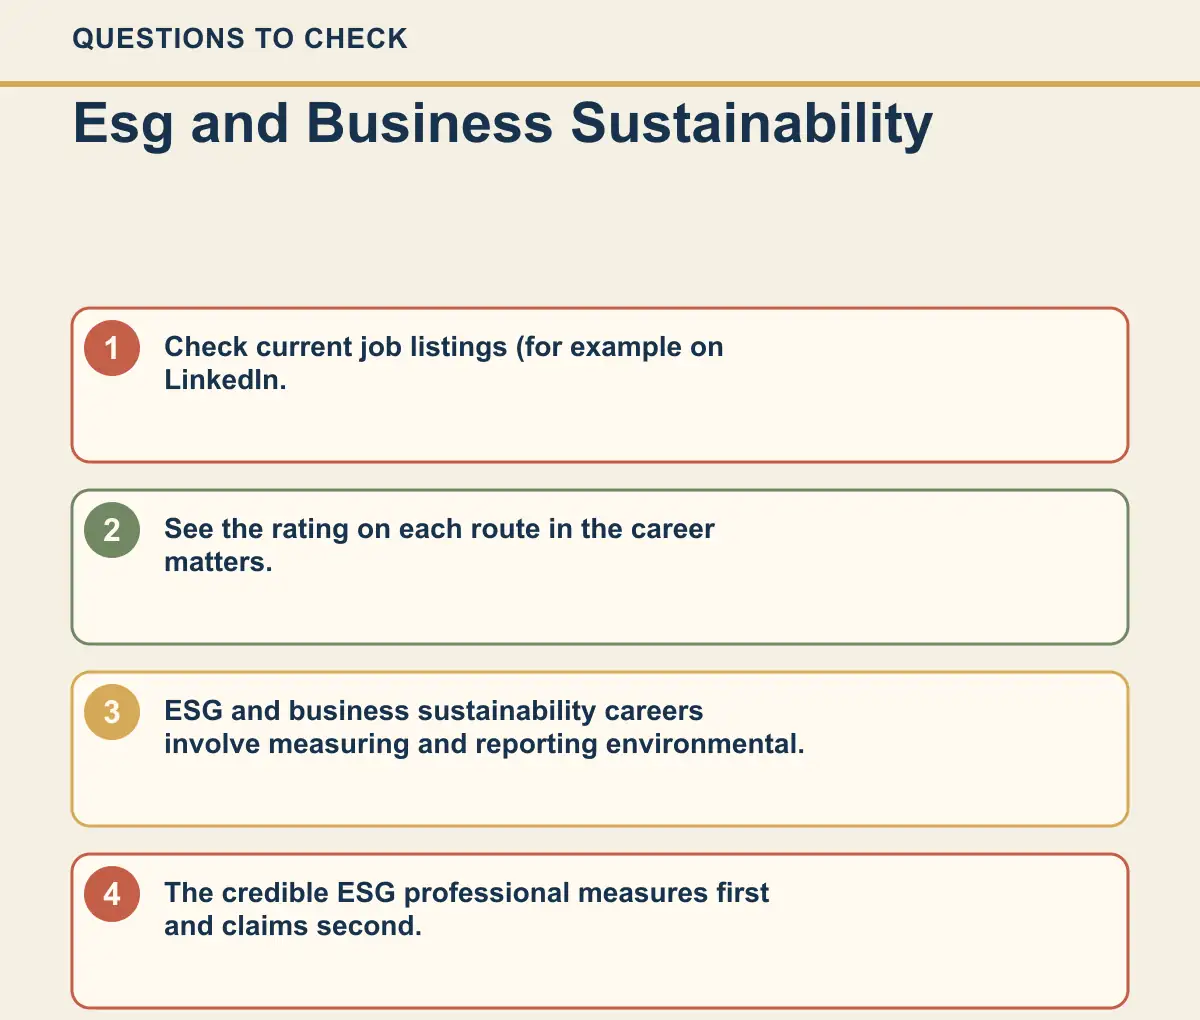 QUESTIONS TO CHECK
Esg and Business Sustainability
1
Check current job listings (for example on
LinkedIn.
2
See the rating on each route in the career
matters.
3
ESG and business sustainability careers
involve measuring and reporting environmental.
4
The credible ESG professional measures first
and claims second.